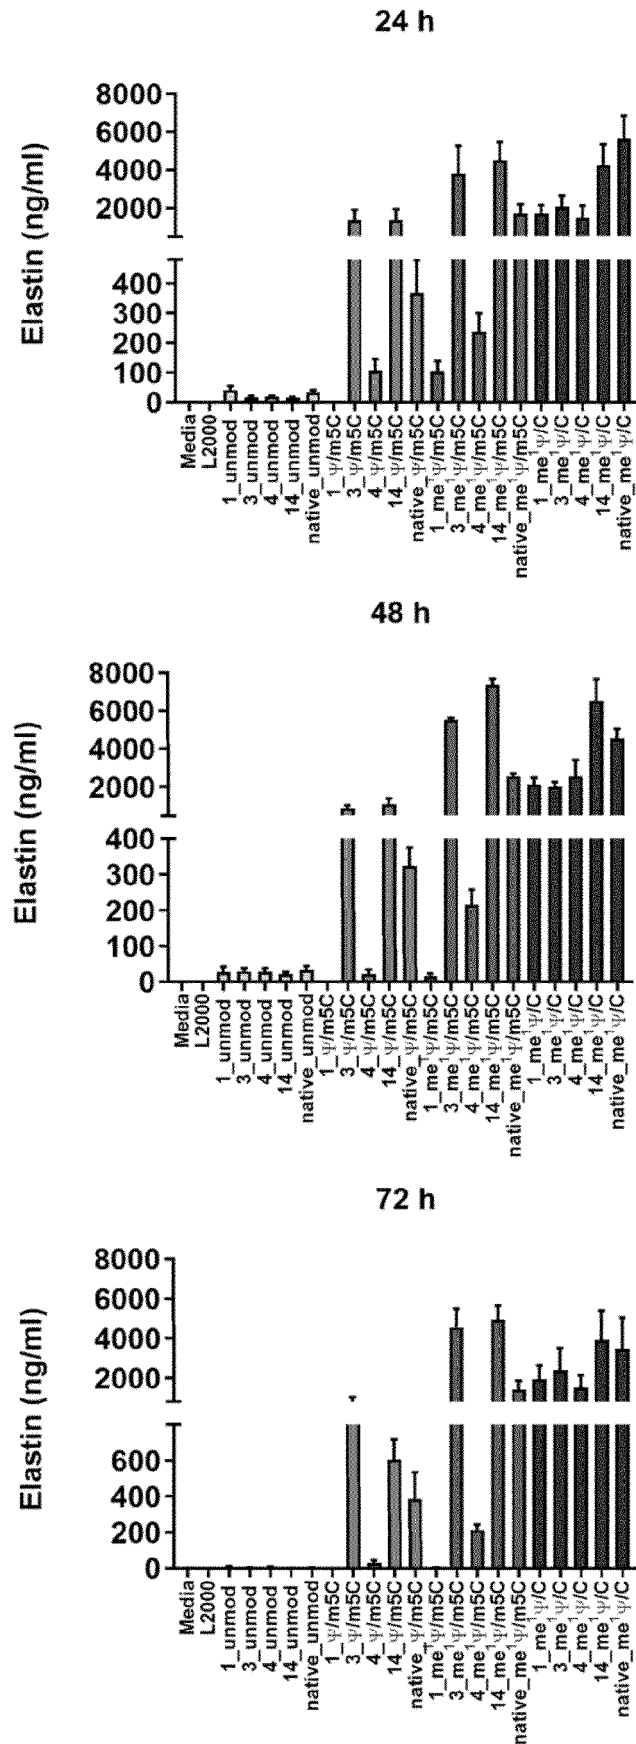 24 h
Elastin (ng/ml)
8000
6000
4000
2000
400
300
200
100
0
Media
L2000
1_unmod
3_unmod
4_unmod
14_unmod
native_unmod
1_Ψ/m5C
3_Ψ/m5C
4_Ψ/m5C
14_Ψ/m5C
native_Ψ/m5C
1_me¹Ψ/m5C
3_me¹Ψ/m5C
4_me¹Ψ/m5C
14_me¹Ψ/m5C
native_me¹Ψ/m5C
1_me¹Ψ/C
3_me¹Ψ/C
4_me¹Ψ/C
14_me¹Ψ/C
native_me¹Ψ/C
48 h
Elastin (ng/ml)
8000
6000
4000
2000
400
300
200
100
0
Media
L2000
1_unmod
3_unmod
4_unmod
14_unmod
native_unmod
1_Ψ/m5C
3_Ψ/m5C
4_Ψ/m5C
14_Ψ/m5C
native_Ψ/m5C
1_me¹Ψ/m5C
3_me¹Ψ/m5C
4_me¹Ψ/m5C
14_me¹Ψ/m5C
native_me¹Ψ/m5C
1_me¹Ψ/C
3_me¹Ψ/C
4_me¹Ψ/C
14_me¹Ψ/C
native_me¹Ψ/C
72 h
Elastin (ng/ml)
8000
6000
4000
2000
600
400
200
0
Media
L2000
1_unmod
3_unmod
4_unmod
14_unmod
native_unmod
1_Ψ/m5C
3_Ψ/m5C
4_Ψ/m5C
14_Ψ/m5C
native_Ψ/m5C
1_me¹Ψ/m5C
3_me¹Ψ/m5C
4_me¹Ψ/m5C
14_me¹Ψ/m5C
native_me¹Ψ/m5C
1_me¹Ψ/C
3_me¹Ψ/C
4_me¹Ψ/C
14_me¹Ψ/C
native_me¹Ψ/C